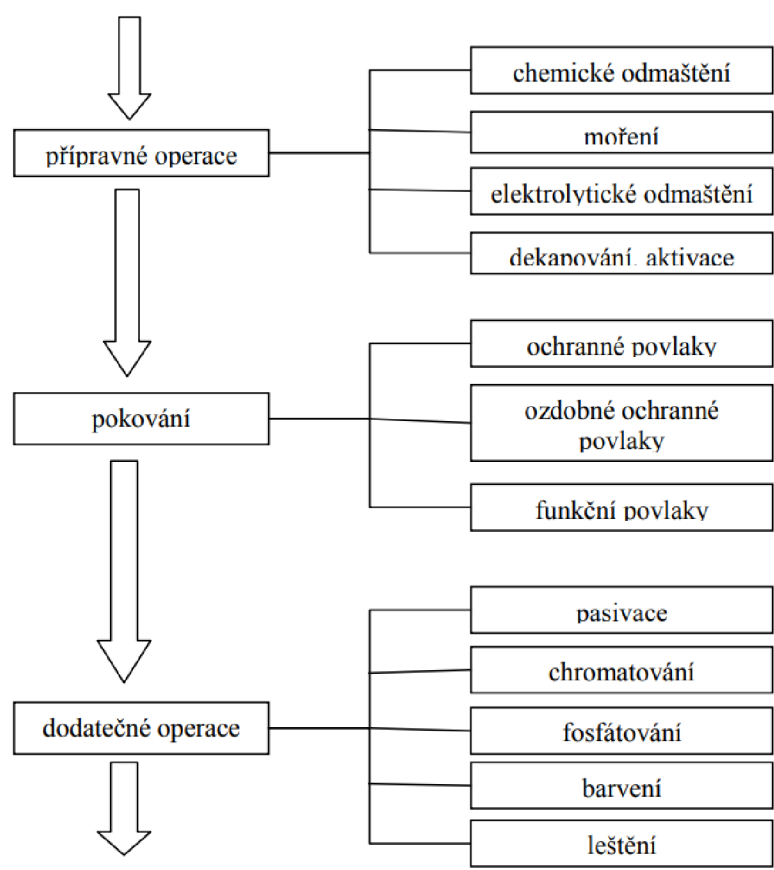 chemické odmaštění
moření
přípravné operace
elektrolytické odmaštění
dekapování, aktivace
ochranné povlaky
pokování
ozdobné ochranné
povlaky
funkční povlaky
pasivace
chromatování
dodatečné operace
fosfátování
barvení
leštění